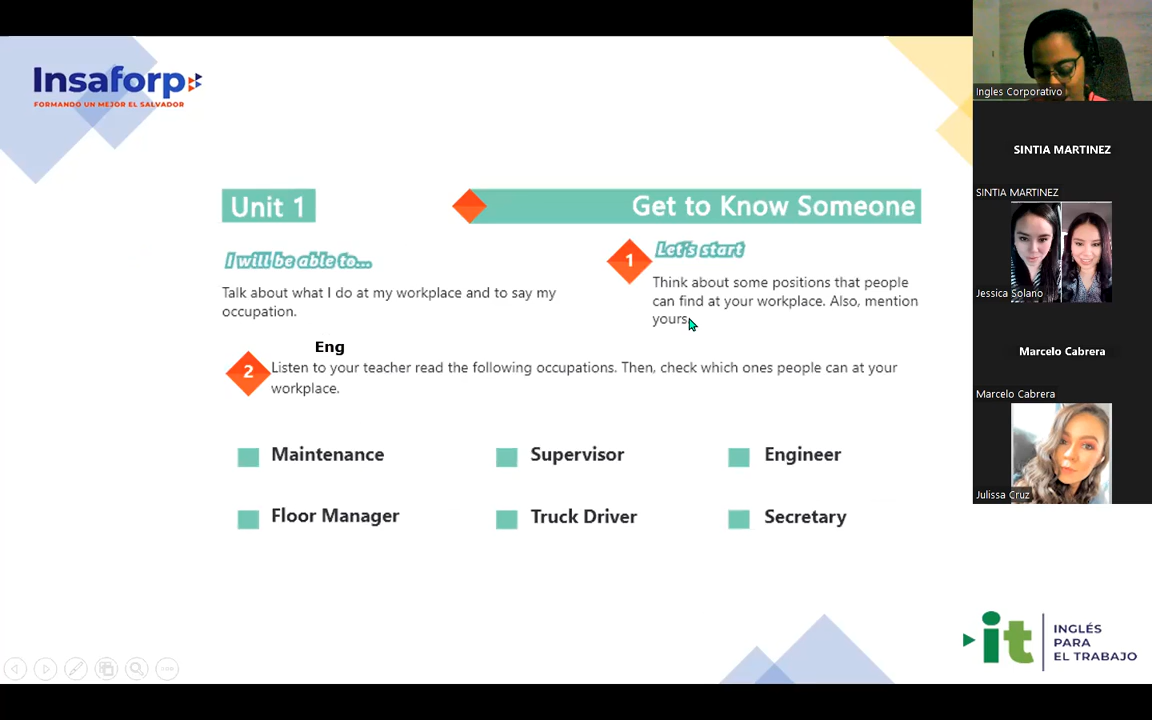 Insaforp
FORMANDO UN MEJOR EL SALVADOR
Unit 1
Get to Know Someone
I will be able to...
Talk about what I do at my workplace and to say my
occupation.
1
Let's start
Think about some positions that people
can find at your workplace. Also, mention
yours.
Eng
2
Listen to your teacher read the following occupations. Then, check which ones people can at your
workplace.
Maintenance
Supervisor
Engineer
Floor Manager
Truck Driver
Secretary
it
INGLÉS
PARA
EL TRABAJO
Ingles Corporativo
SINTIA MARTINEZ
SINTIA MARTINEZ
Jessica Solano
Marcelo Cabrera
Marcelo Cabrera
Julissa Cruz